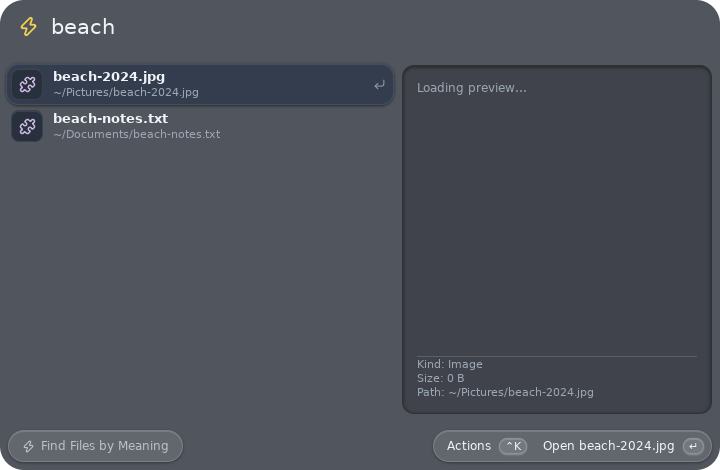 beach
beach-2024.jpg
~/Pictures/beach-2024.jpg
beach-notes.txt
~/Documents/beach-notes.txt
Loading preview...
Kind: Image
Size: 0 B
Path: ~/Pictures/beach-2024.jpg
Find Files by Meaning
Actions ^K Open beach-2024.jpg ↵